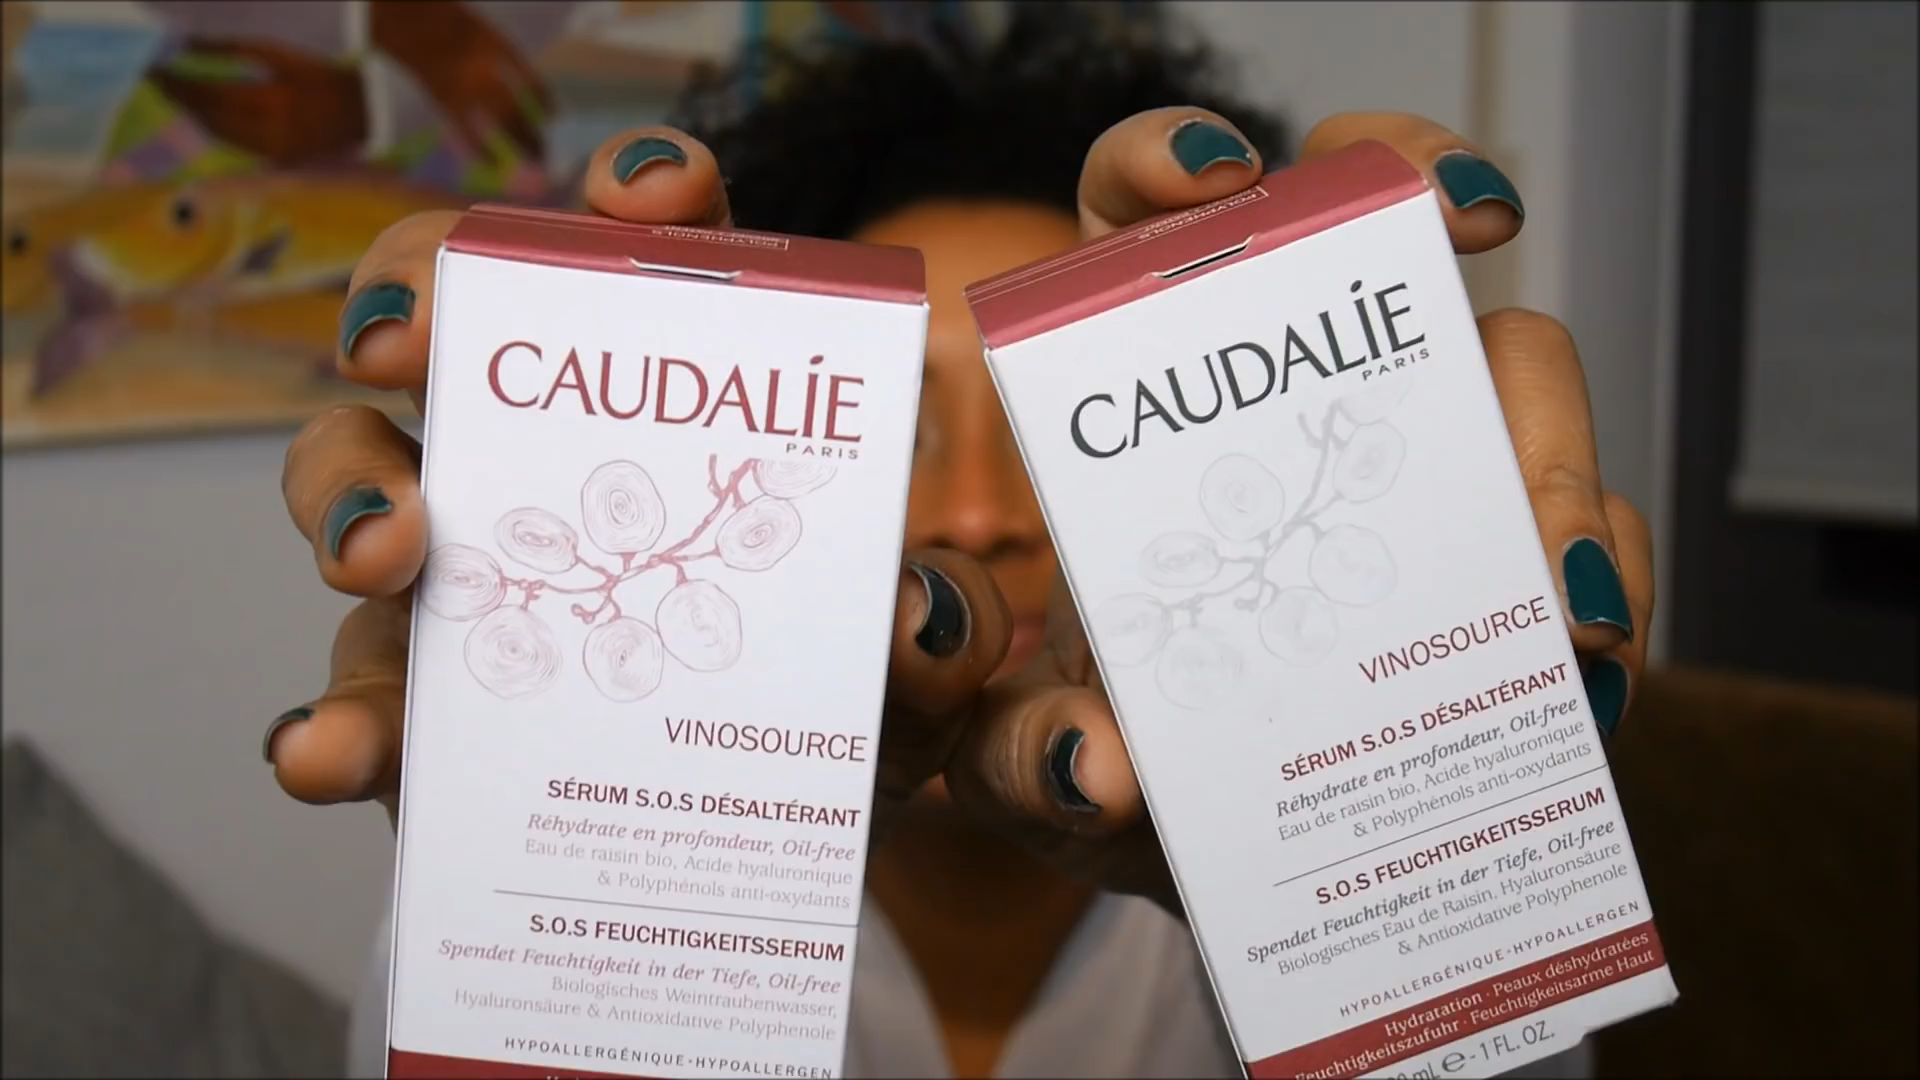 POLYPHENOLS
CAUDALÍE
PARIS
VINOSOURCE
SÉRUM S.O.S DÉSALTÉRANT
Réhydrate en profondeur, Oil-free
Eau de raisin bio, Acide hyaluronique
& Polyphénols anti-oxydants
S.O.S FEUCHTIGKEITSSERUM
Spendet Feuchtigkeit in der Tiefe, Oil-free
Biologisches Weintraubenwasser,
Hyaluronsäure & Antioxidative Polyphenole
HYPOALLERGÉNIQUE-HYPOALLERGEN
POLYPHENOLS
CAUDALÍE
PARIS
VINOSOURCE
SÉRUM S.O.S DÉSALTÉRANT
Réhydrate en profondeur, Oil-free
Eau de raisin bio, Acide hyaluronique
& Polyphénols anti-oxydants
S.O.S FEUCHTIGKEITSSERUM
Spendet Feuchtigkeit in der Tiefe, Oil-free
Biologisches Eau de Raisin, Hyaluronsäure
& Antioxidative Polyphenole
HYPOALLERGÉNIQUE-HYPOALLERGEN
Hydratation · Peaux déshydratées
Feuchtigkeitszufuhr · Feuchtigkeitsarme Haut
mL e - 1 FL. OZ.